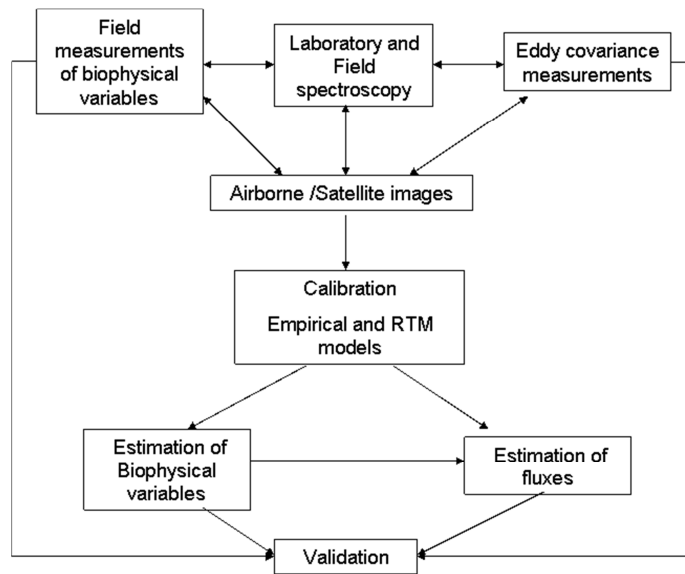 Field
measurements
of biophysical
variables
Laboratory and
Field
spectroscopy
Eddy covariance
measurements
Airborne /Satellite images
Calibration
Empirical and RTM
models
Estimation of
Biophysical
variables
Estimation of
fluxes
Validation